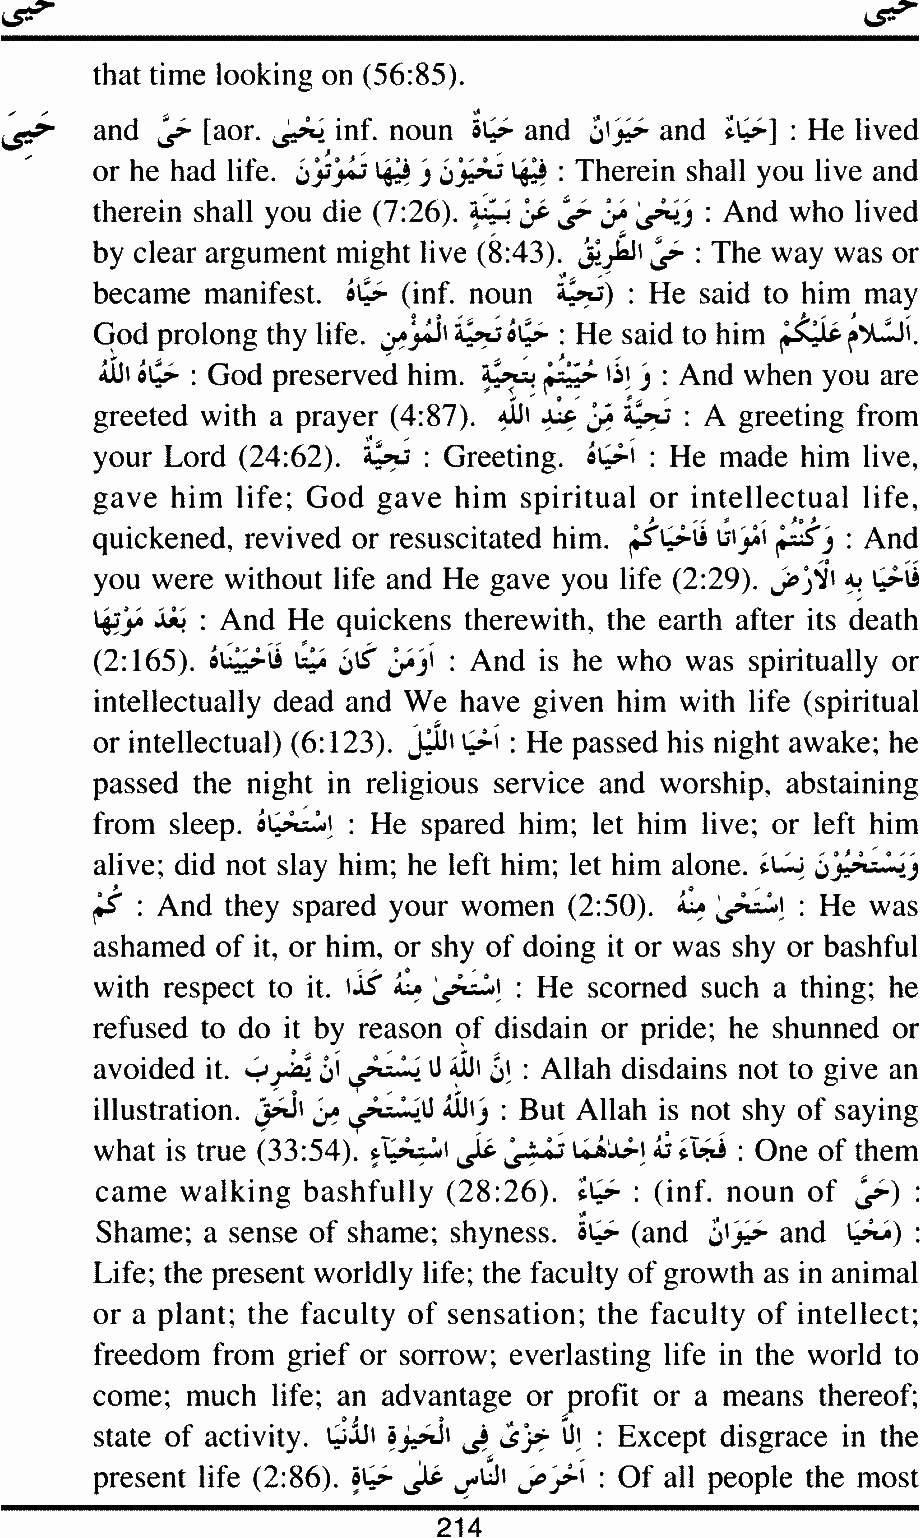 حیی حیی
that time looking on (56:85).
حَيِيَ and حَيَّ [aor. يَحْيٰى inf. noun حَيَاةٌ and حَيَوَانٌ and حَيَاءٌ] : He lived
or he had life. فِيْهَا تَحْيَوْنَ وَ فِيْهَا تَمُوْتُوْنَ : Therein shall you live and
therein shall you die (7:26). وَيَحْيٰى مَنْ حَيَّ عَنْ بَيِّنَةٍ : And who lived
by clear argument might live (8:43). حَيَّ الطَّرِيْقُ : The way was or
became manifest. حَيَّاهُ (inf. noun تَحِيَّةٌ) : He said to him may
God prolong thy life. حَيَّاهُ تَحِيَّةَ الْمُؤْمِنِ : He said to him اَلسَّلَامُ عَلَيْكُمْ.
حَيَّاهُ اللّٰهُ : God preserved him. وَ اِذَا حُيِّيْتُمْ بِتَحِيَّةٍ : And when you are
greeted with a prayer (4:87). تَحِيَّةً مِّنْ عِنْدِ اللّٰهِ : A greeting from
your Lord (24:62). تَحِيَّةٌ : Greeting. اَحْيَاهُ : He made him live,
gave him life; God gave him spiritual or intellectual life,
quickened, revived or resuscitated him. وَكُنْتُمْ اَمْوَاتًا فَاَحْيَاكُمْ : And
you were without life and He gave you life (2:29). فَاَحْيَا بِهِ الْاَرْضَ
بَعْدَ مَوْتِهَا : And He quickens therewith, the earth after its death
(2:165). اَوَمَنْ كَانَ مَيْتًا فَاَحْيَيْنَاهُ : And is he who was spiritually or
intellectually dead and We have given him with life (spiritual
or intellectual) (6:123). اَحْيَا اللَّيْلَ : He passed his night awake; he
passed the night in religious service and worship, abstaining
from sleep. اِسْتَحْيَاهُ : He spared him; let him live; or left him
alive; did not slay him; he left him; let him alone. وَيَسْتَحْيُوْنَ نِسَاءَ
كُمْ : And they spared your women (2:50). اِسْتَحْيٰى مِنْهُ : He was
ashamed of it, or him, or shy of doing it or was shy or bashful
with respect to it. اِسْتَحْيٰى مِنْهُ كَذَا : He scorned such a thing; he
refused to do it by reason of disdain or pride; he shunned or
avoided it. اِنَّ اللّٰهَ لَا يَسْتَحْيٖ اَنْ يَّضْرِبَ : Allah disdains not to give an
illustration. وَاللّٰهُ لَايَسْتَحْيٖ مِنَ الْحَقِّ : But Allah is not shy of saying
what is true (33:54). فَجَآءَ تْهُ اِحْدٰهُمَا تَمْشِيْ عَلَى اسْتِحْيَآءٍ : One of them
came walking bashfully (28:26). حَيَاءٌ : (inf. noun of حَيَّ) :
Shame; a sense of shame; shyness. حَيَاةٌ (and حَيَوَانٌ and مَحْيَا) :
Life; the present worldly life; the faculty of growth as in animal
or a plant; the faculty of sensation; the faculty of intellect;
freedom from grief or sorrow; everlasting life in the world to
come; much life; an advantage or profit or a means thereof;
state of activity. اِلَّا خِزْيٌ فِى الْحَيٰوةِ الدُّنْيَا : Except disgrace in the
present life (2:86). اَحْرَصَ النَّاسِ عَلٰى حَيَاةٍ : Of all people the most
214